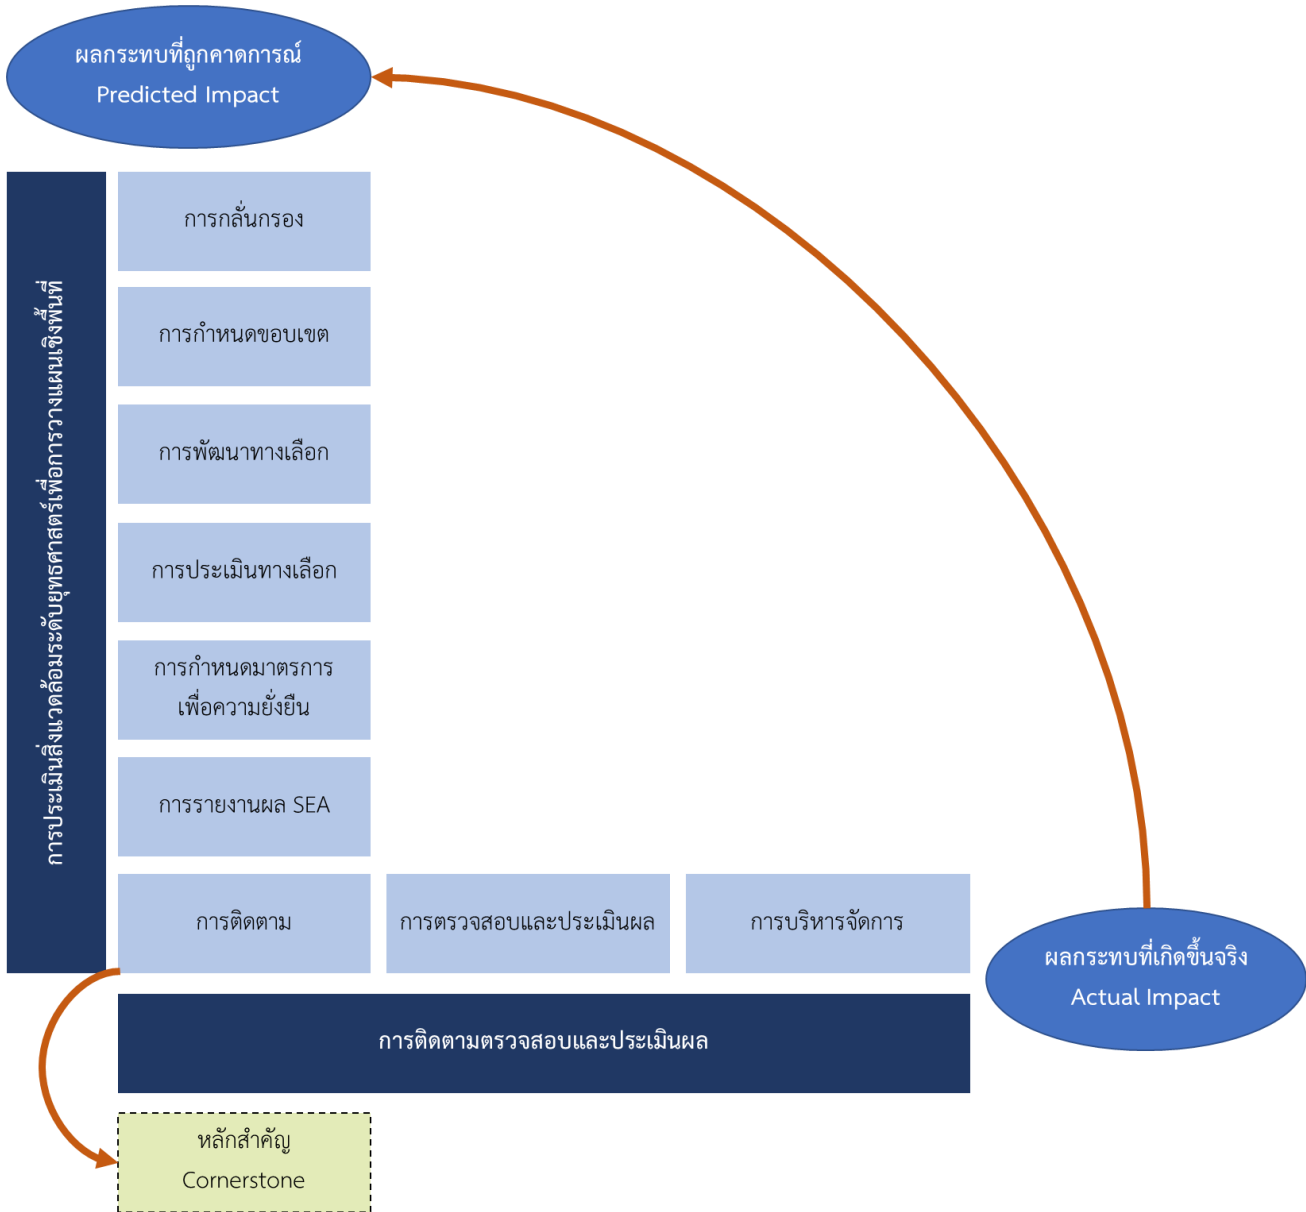 ผลกระทบที่ถูกคาดการณ์
Predicted Impact
การประเมินสิ่งแวดล้อมระดับยุทธศาสตร์เพื่อการวางแผนเชิงพื้นที่
การกลั่นกรอง
การกำหนดขอบเขต
การพัฒนาทางเลือก
การประเมินทางเลือก
การกำหนดมาตรการ
เพื่อความยั่งยืน
การรายงานผล SEA
การติดตาม
การตรวจสอบและประเมินผล
การบริหารจัดการ
ผลกระทบที่เกิดขึ้นจริง
Actual Impact
การติดตามตรวจสอบและประเมินผล
หลักสำคัญ
Cornerstone